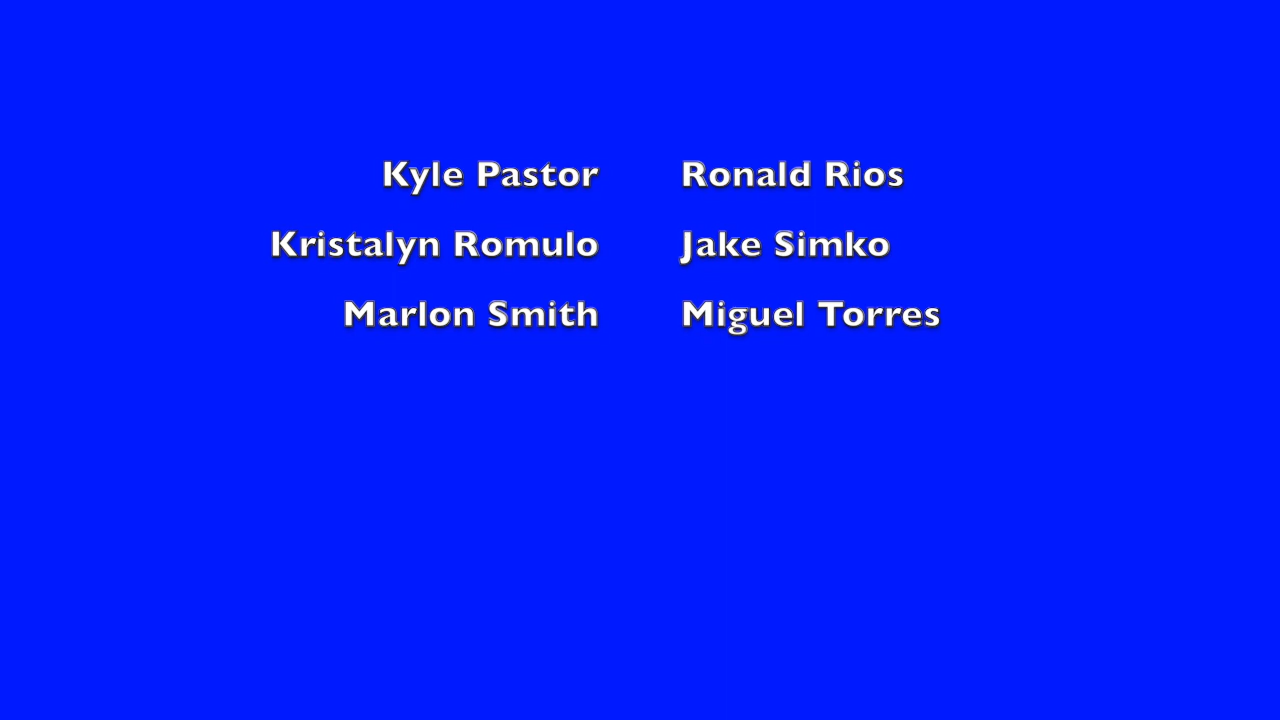 Kyle Pastor Ronald Rios
Kristalyn Romulo Jake Simko
Marlon Smith Miguel Torres